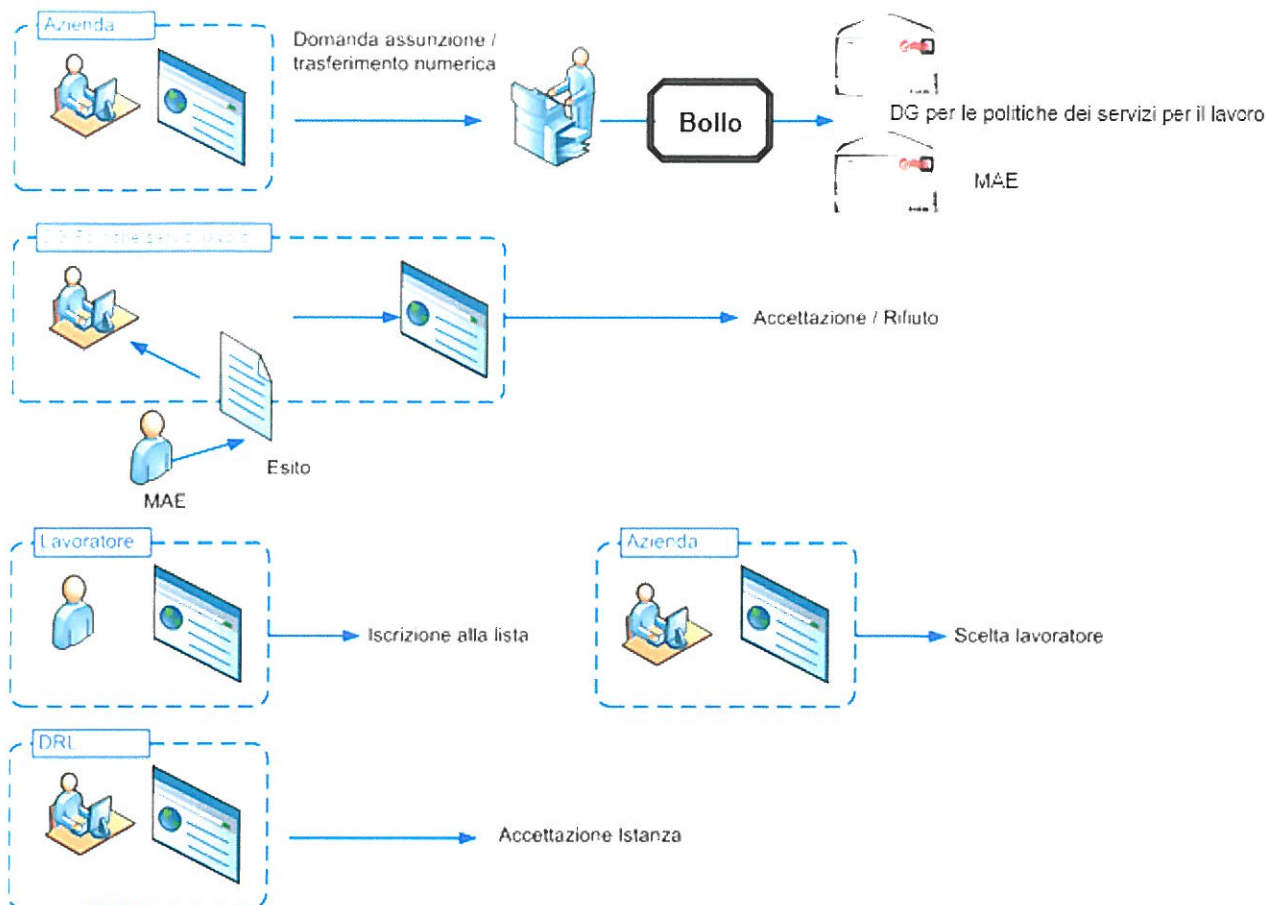 Azienda
Domanda assunzione /
trasferimento numerica
Bollo
DG per le politiche dei servizi per il lavoro
MAE
Accettazione / Rifiuto
Esito
MAE
Lavoratore
Iscrizione alla lista
Azienda
Scelta lavoratore
DRL
Accettazione Istanza